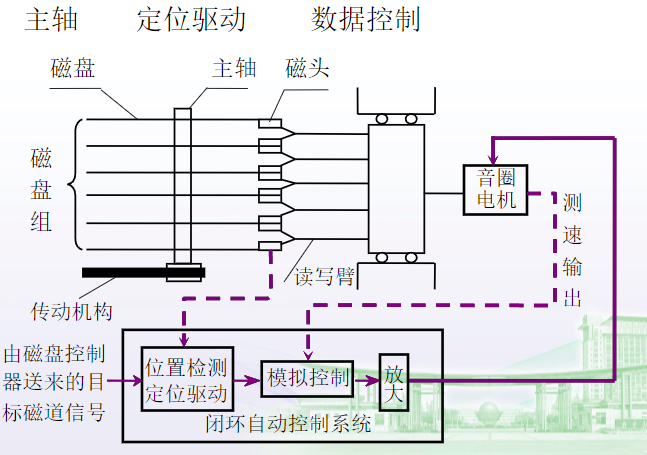 主轴 定位驱动 数据控制
磁盘 主轴 磁头
磁
盘
组
音圈
电机
测
速
输
出
读写臂
传动机构
由磁盘控制
器送来的目
标磁道信号
位置检测
定位驱动
模拟控制
放
大
闭环自动控制系统